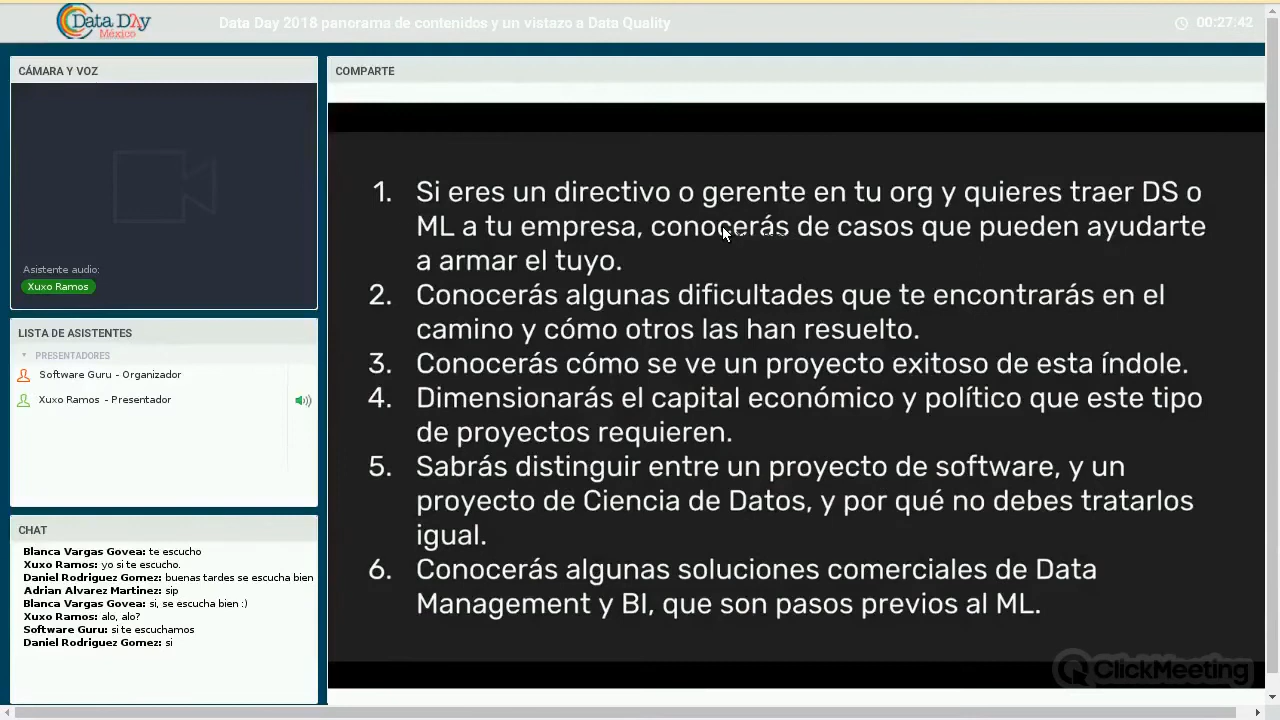 Data Day
México
Data Day 2018 panorama de contenidos y un vistazo a Data Quality
00:27:42
CÁMARA Y VOZ
Asistente audio:
Xuxo Ramos
LISTA DE ASISTENTES
PRESENTADORES
Software Guru - Organizador
Xuxo Ramos - Presentador
CHAT
Blanca Vargas Govea: te escucho
Xuxo Ramos: yo si te escucho.
Daniel Rodriguez Gomez: buenas tardes se escucha bien
Adrian Alvarez Martinez: sip
Blanca Vargas Govea: si, se escucha bien :)
Xuxo Ramos: alo, alo?
Software Guru: si te escuchamos
Daniel Rodriguez Gomez: si
COMPARTE
1. Si eres un directivo o gerente en tu org y quieres traer DS o
ML a tu empresa, conocerás de casos que pueden ayudarte
a armar el tuyo.
2. Conocerás algunas dificultades que te encontrarás en el
camino y cómo otros las han resuelto.
3. Conocerás cómo se ve un proyecto exitoso de esta índole.
4. Dimensionarás el capital económico y político que este tipo
de proyectos requieren.
5. Sabrás distinguir entre un proyecto de software, y un
proyecto de Ciencia de Datos, y por qué no debes tratarlos
igual.
6. Conocerás algunas soluciones comerciales de Data
Management y BI, que son pasos previos al ML.
ClickMeeting